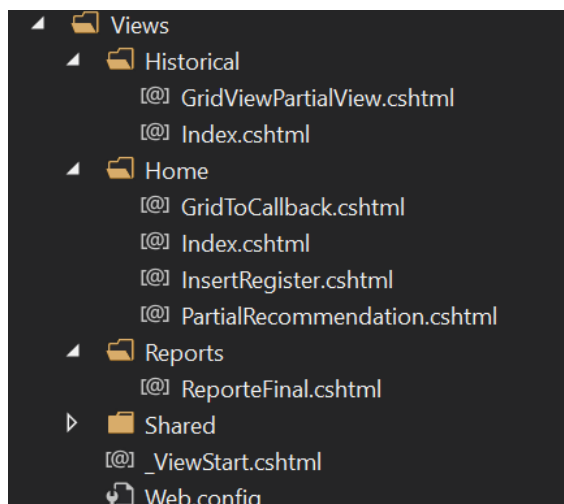 Views
Historical
[@] GridViewPartialView.cshtml
[@] Index.cshtml
Home
[@] GridToCallback.cshtml
[@] Index.cshtml
[@] InsertRegister.cshtml
[@] PartialRecommendation.cshtml
Reports
[@] ReporteFinal.cshtml
Shared
[@] _ViewStart.cshtml
Web.config